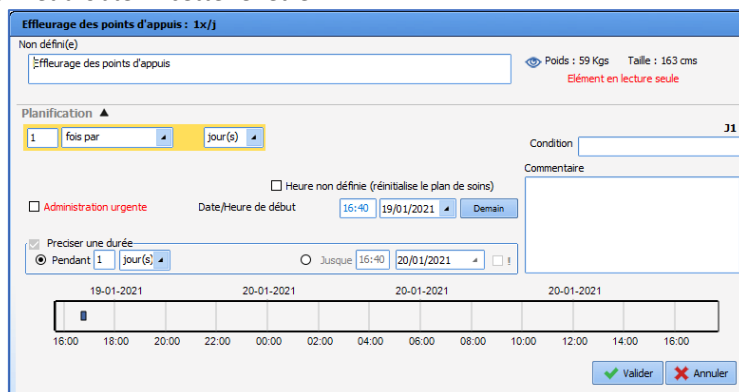 Effleurage des points d'appuis : 1x/j
Non défini(e)
Effleurage des points d'appuis
Poids : 59 Kgs Taille : 163 cms
Elément en lecture seule
Planification ▲
J1
1 fois par jour(s)
Condition
Commentaire
Heure non définie (réinitialise le plan de soins)
Administration urgente Date/Heure de début 16:40 19/01/2021 Demain
Preciser une durée
Pendant 1 jour(s) Jusque 16:40 20/01/2021 !
19-01-2021 20-01-2021 20-01-2021 20-01-2021
16:00 18:00 20:00 22:00 00:00 02:00 04:00 06:00 08:00 10:00 12:00 14:00 16:00
Valider Annuler